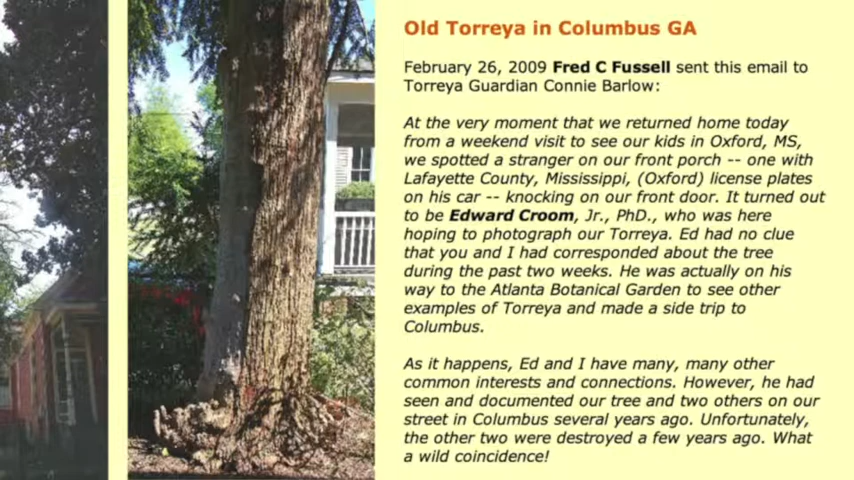 Old Torreya in Columbus GA
February 26, 2009 Fred C Fussell sent this email to
Torreya Guardian Connie Barlow:
At the very moment that we returned home today
from a weekend visit to see our kids in Oxford, MS,
we spotted a stranger on our front porch -- one with
Lafayette County, Mississippi, (Oxford) license plates
on his car -- knocking on our front door. It turned out
to be Edward Croom, Jr., PhD., who was here
hoping to photograph our Torreya. Ed had no clue
that you and I had corresponded about the tree
during the past two weeks. He was actually on his
way to the Atlanta Botanical Garden to see other
examples of Torreya and made a side trip to
Columbus.
As it happens, Ed and I have many, many other
common interests and connections. However, he had
seen and documented our tree and two others on our
street in Columbus several years ago. Unfortunately,
the other two were destroyed a few years ago. What
a wild coincidence!